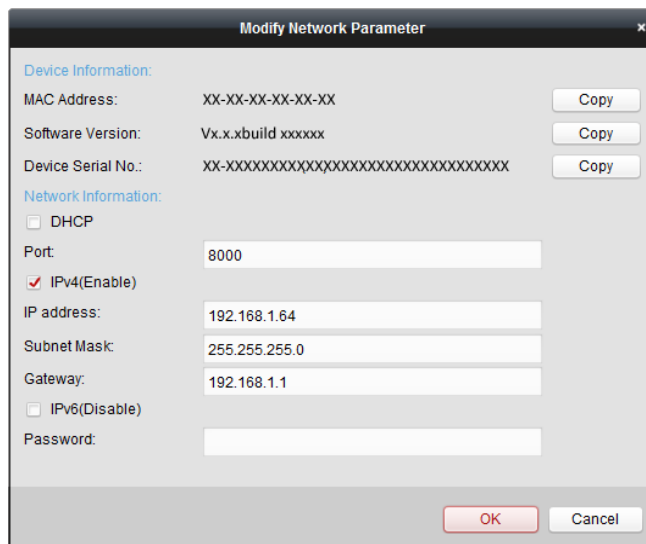 Modify Network Parameter ×
Device Information:
MAC Address: XX-XX-XX-XX-XX-XX Copy
Software Version: Vx.x.xbuild xxxxxx Copy
Device Serial No.: XX-XXXXXXXXXXXXXXXXXXXXXXXXXXXXXXX Copy
Network Information:
DHCP
Port: 8000
IPv4(Enable)
IP address: 192.168.1.64
Subnet Mask: 255.255.255.0
Gateway: 192.168.1.1
IPv6(Disable)
Password:
OK Cancel